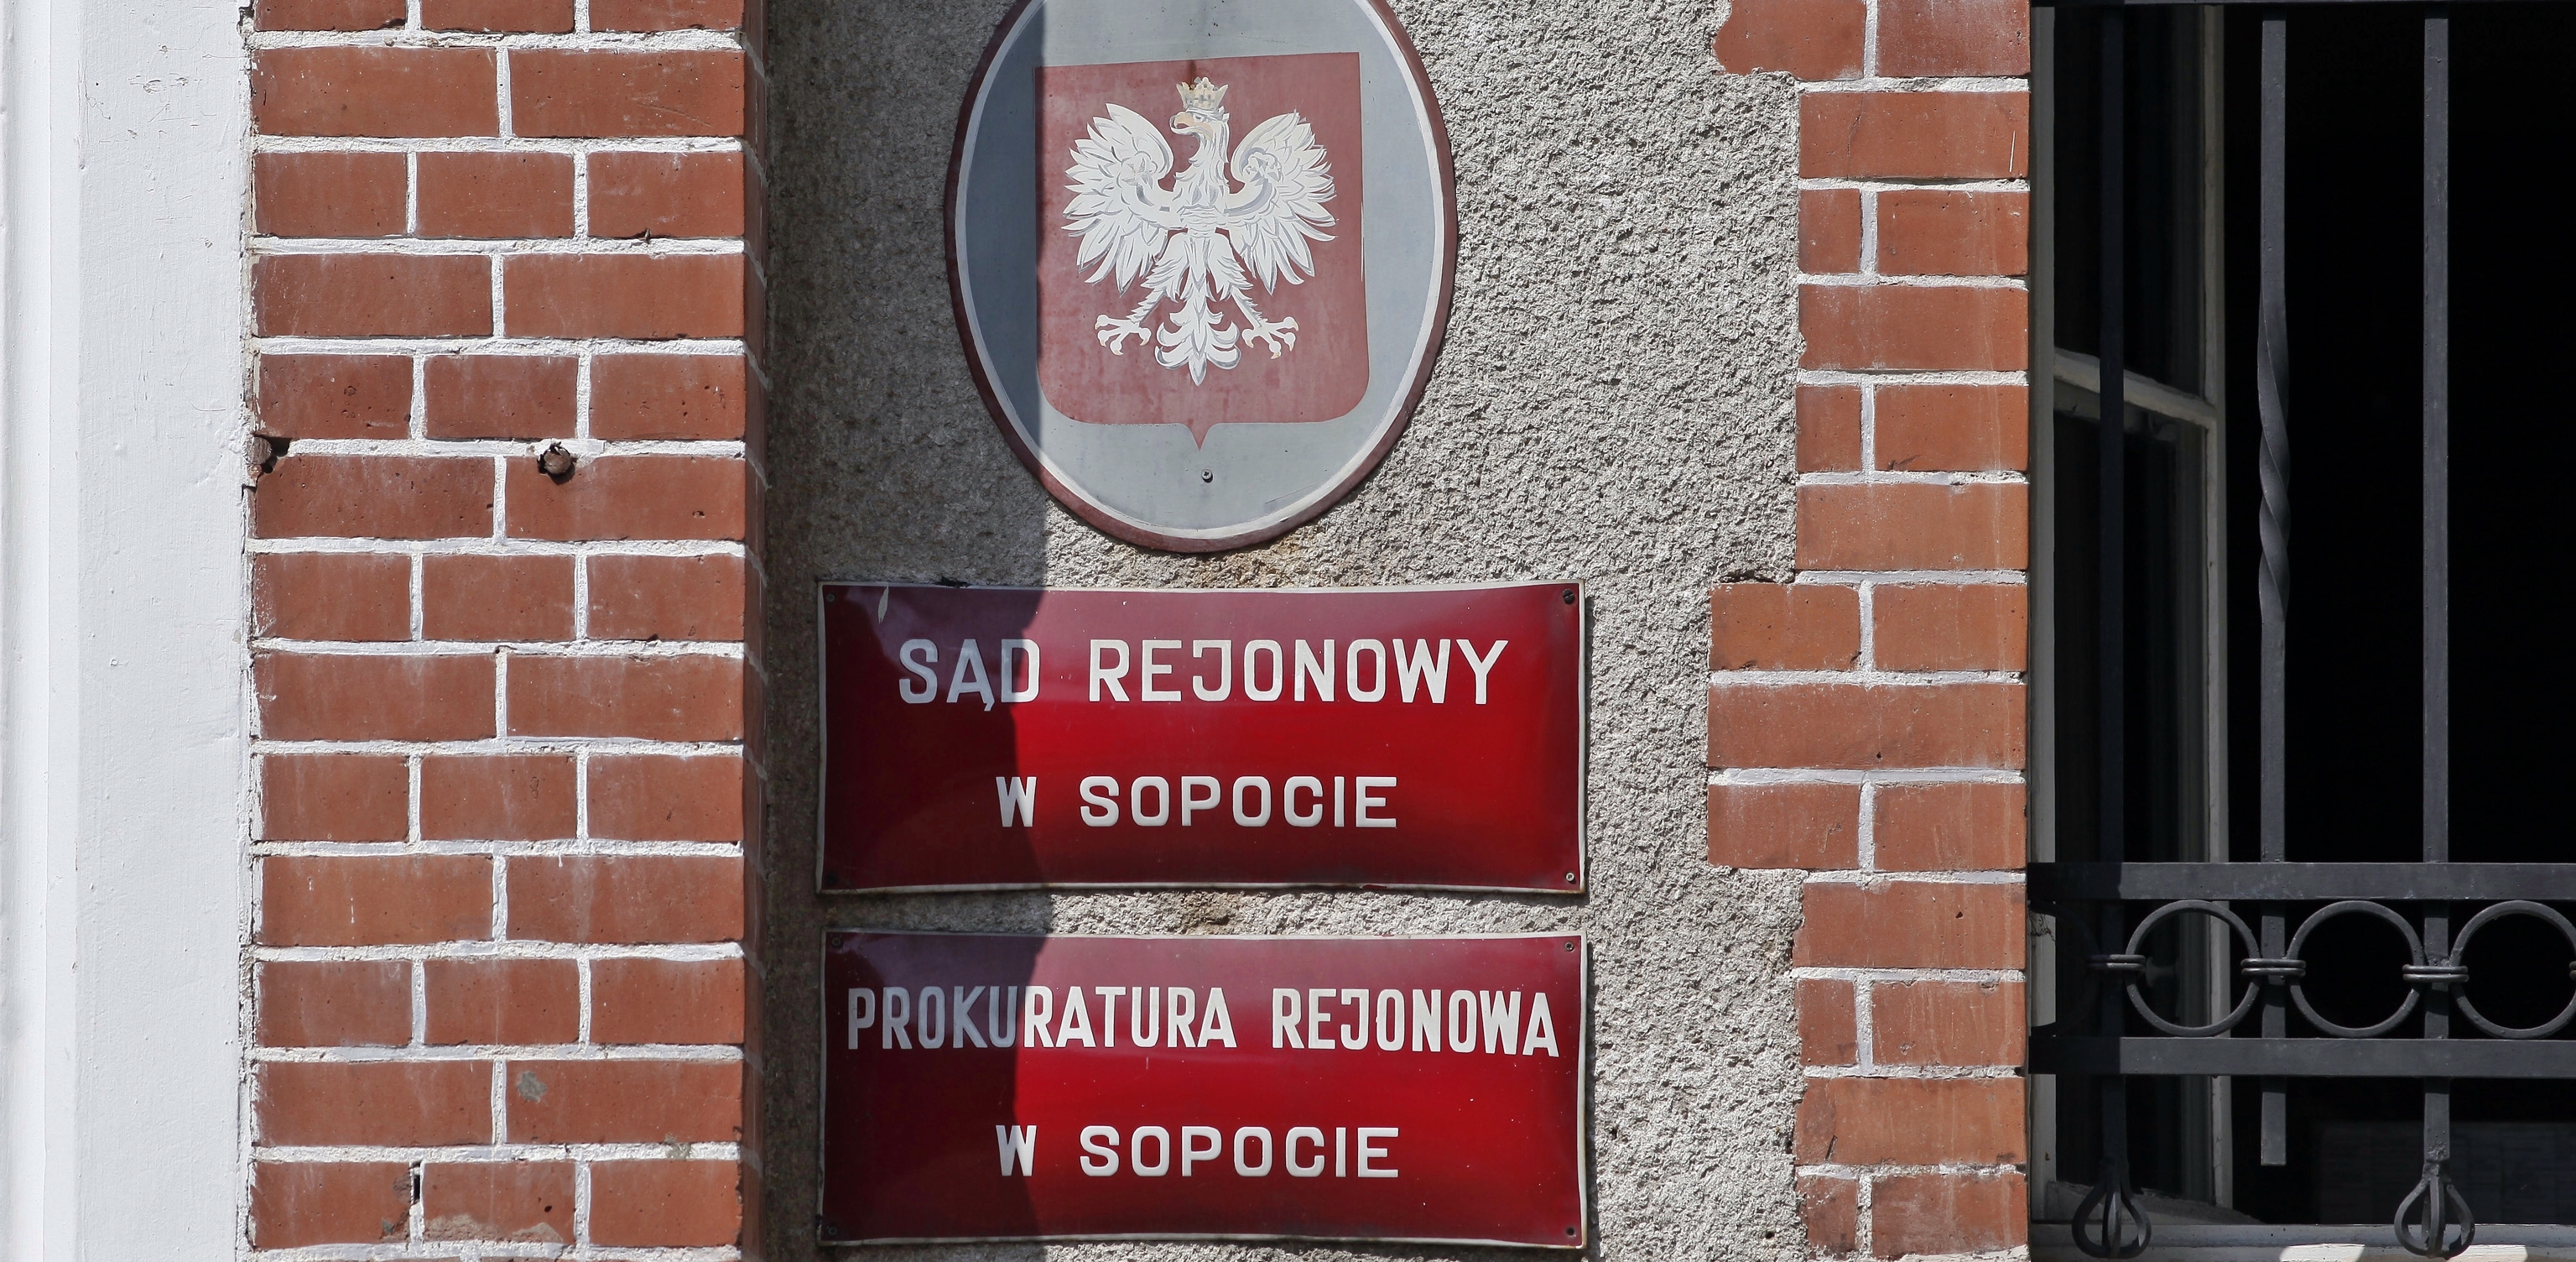 SĄD REJONOWY
W SOPOCIE
PROKURATURA REJONOWA
W SOPOCIE